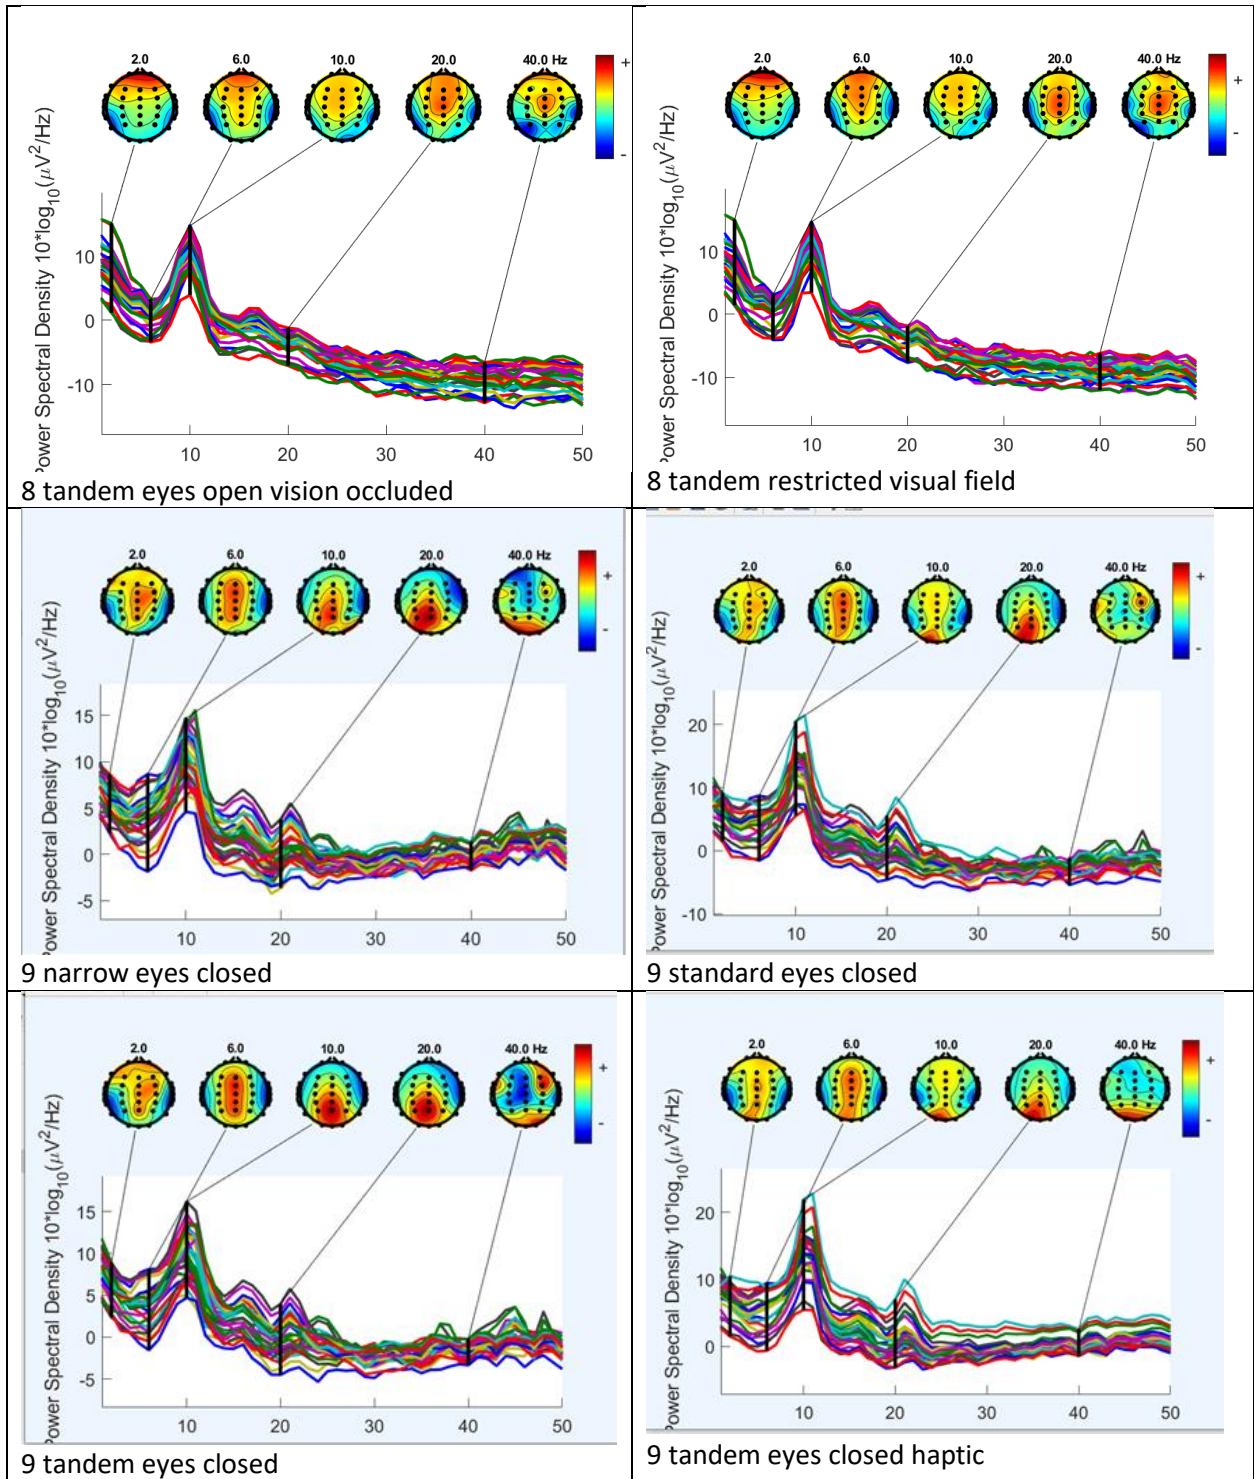 2.0 6.0 10.0 20.0 40.0 Hz
+
-
Power Spectral Density 10*log10(μV2/Hz)
10
0
-10
10 20 30 40 50
8 tandem eyes open vision occluded
2.0 6.0 10.0 20.0 40.0 Hz
+
-
Power Spectral Density 10*log10(μV2/Hz)
10
0
-10
10 20 30 40 50
8 tandem restricted visual field
2.0 6.0 10.0 20.0 40.0 Hz
+
-
Power Spectral Density 10*log10(μV2/Hz)
15
10
5
0
-5
10 20 30 40 50
9 narrow eyes closed
2.0 6.0 10.0 20.0 40.0 Hz
+
-
Power Spectral Density 10*log10(μV2/Hz)
20
10
0
-10
10 20 30 40 50
9 standard eyes closed
2.0 6.0 10.0 20.0 40.0 Hz
+
-
Power Spectral Density 10*log10(μV2/Hz)
15
10
5
0
-5
10 20 30 40 50
9 tandem eyes closed
2.0 6.0 10.0 20.0 40.0 Hz
+
-
Power Spectral Density 10*log10(μV2/Hz)
20
10
0
10 20 30 40 50
9 tandem eyes closed haptic